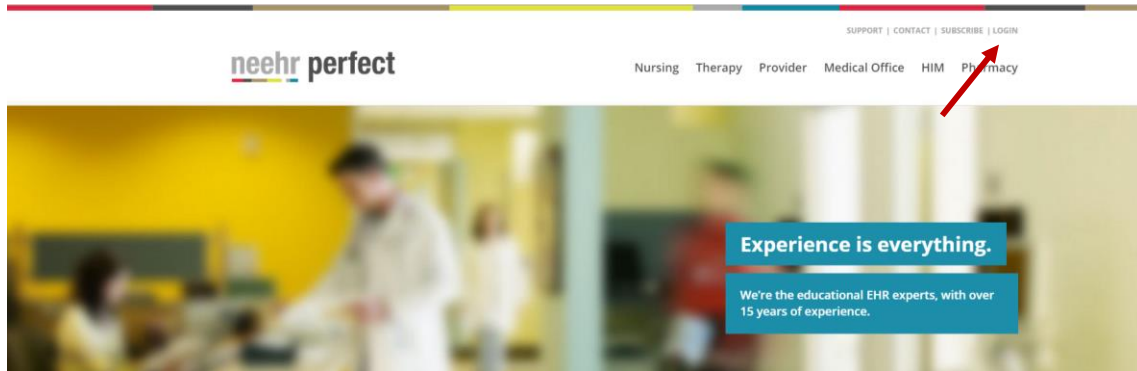 SUPPORT | CONTACT | SUBSCRIBE | LOGIN
neehr perfect
Nursing Therapy Provider Medical Office HIM Pharmacy
Experience is everything.
We're the educational EHR experts, with over
15 years of experience.